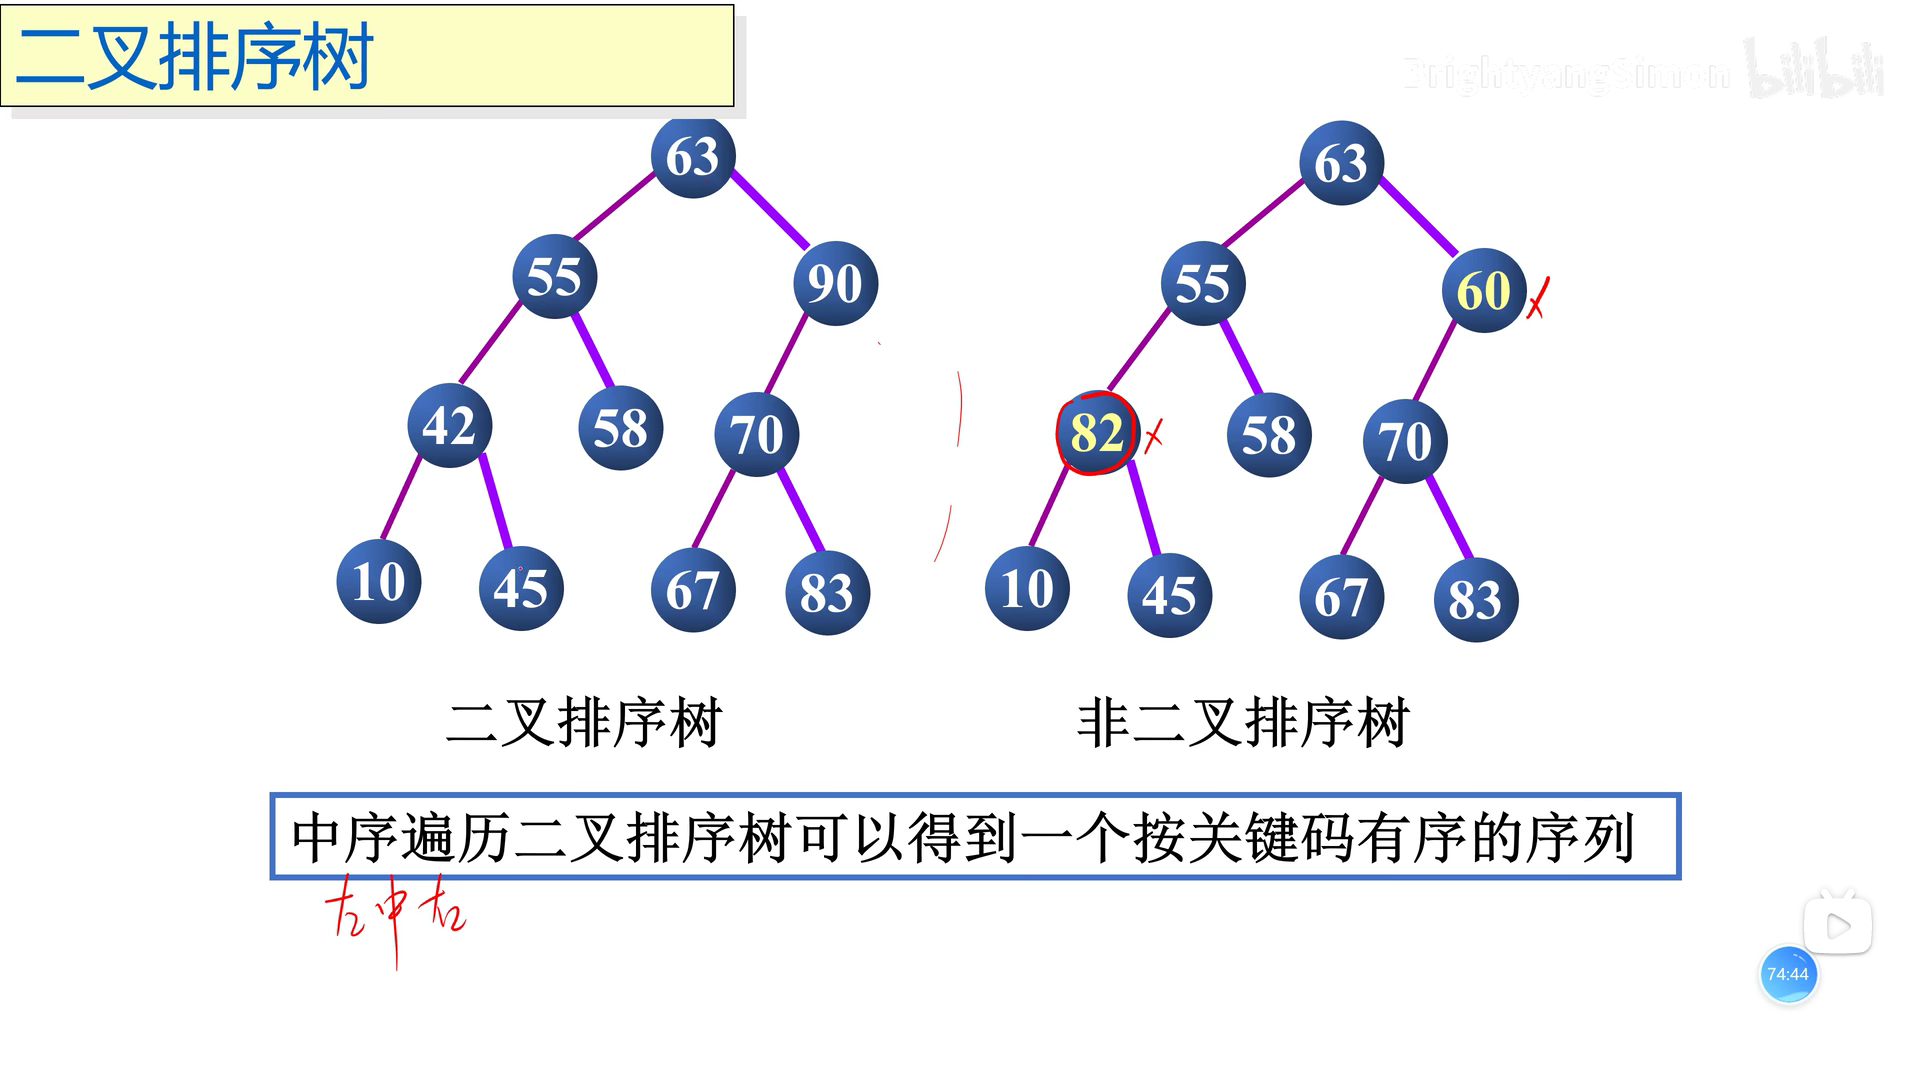 二叉排序树
BrightyangSimon bilibili
63 63
55 90 55 60 x
42 58 70 82 x 58 70
10 45 67 83 10 45 67 83
二叉排序树 非二叉排序树
中序遍历二叉排序树可以得到一个按关键码有序的序列
左中右
74:44